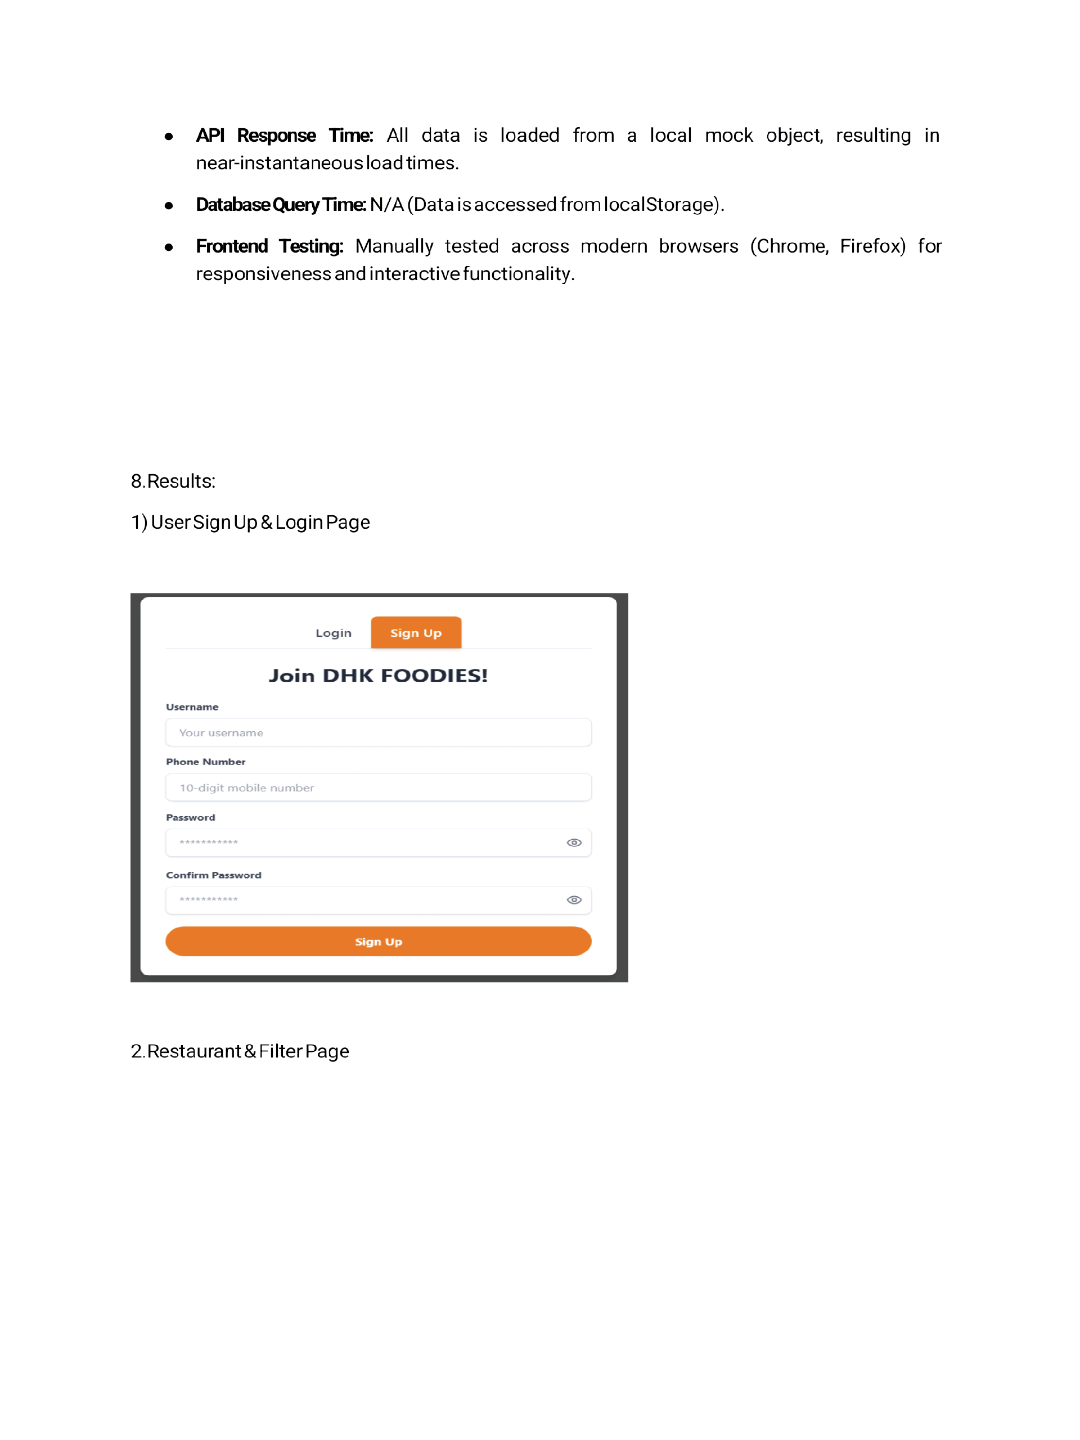 ● API Response Time: All data is loaded from a local mock object, resulting in
near-instantaneous load times.
● Database Query Time: N/A (Data is accessed from localStorage).
● Frontend Testing: Manually tested across modern browsers (Chrome, Firefox) for
responsiveness and interactive functionality.
8.Results:
1) User Sign Up & Login Page
Login Sign Up
Join DHK FOODIES!
Username
Your username
Phone Number
10-digit mobile number
Password
***********
Confirm Password
***********
Sign Up
2.Restaurant & Filter Page